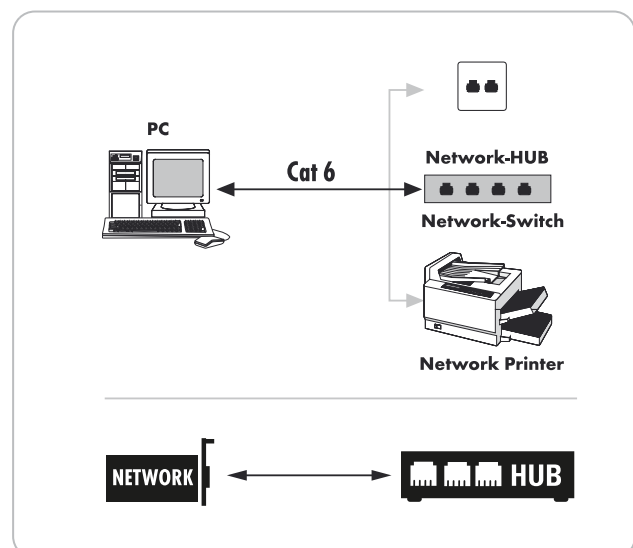 PC
Cat 6
Network-HUB
Network-Switch
Network Printer
NETWORK
HUB